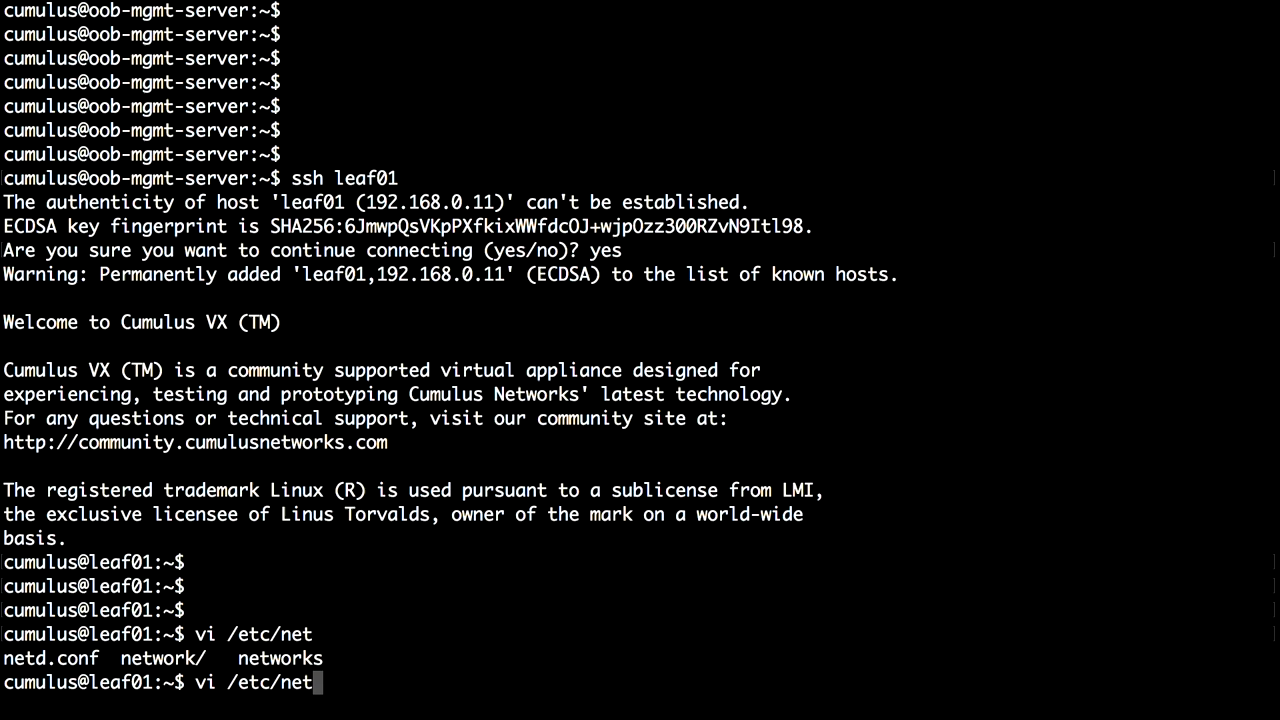 cumulus@oob-mgmt-server:~$
cumulus@oob-mgmt-server:~$
cumulus@oob-mgmt-server:~$
cumulus@oob-mgmt-server:~$
cumulus@oob-mgmt-server:~$
cumulus@oob-mgmt-server:~$
cumulus@oob-mgmt-server:~$
cumulus@oob-mgmt-server:~$ ssh leaf01
The authenticity of host 'leaf01 (192.168.0.11)' can't be established.
ECDSA key fingerprint is SHA256:6JmwpQsVKpPXfkixWWfdcOJ+wjpOzz300RZvN9Itl98.
Are you sure you want to continue connecting (yes/no)? yes
Warning: Permanently added 'leaf01,192.168.0.11' (ECDSA) to the list of known hosts.
Welcome to Cumulus VX (TM)
Cumulus VX (TM) is a community supported virtual appliance designed for
experiencing, testing and prototyping Cumulus Networks' latest technology.
For any questions or technical support, visit our community site at:
http://community.cumulusnetworks.com
The registered trademark Linux (R) is used pursuant to a sublicense from LMI,
the exclusive licensee of Linus Torvalds, owner of the mark on a world-wide
basis.
cumulus@leaf01:~$
cumulus@leaf01:~$
cumulus@leaf01:~$
cumulus@leaf01:~$ vi /etc/net
netd.conf  network/   networks
cumulus@leaf01:~$ vi /etc/net